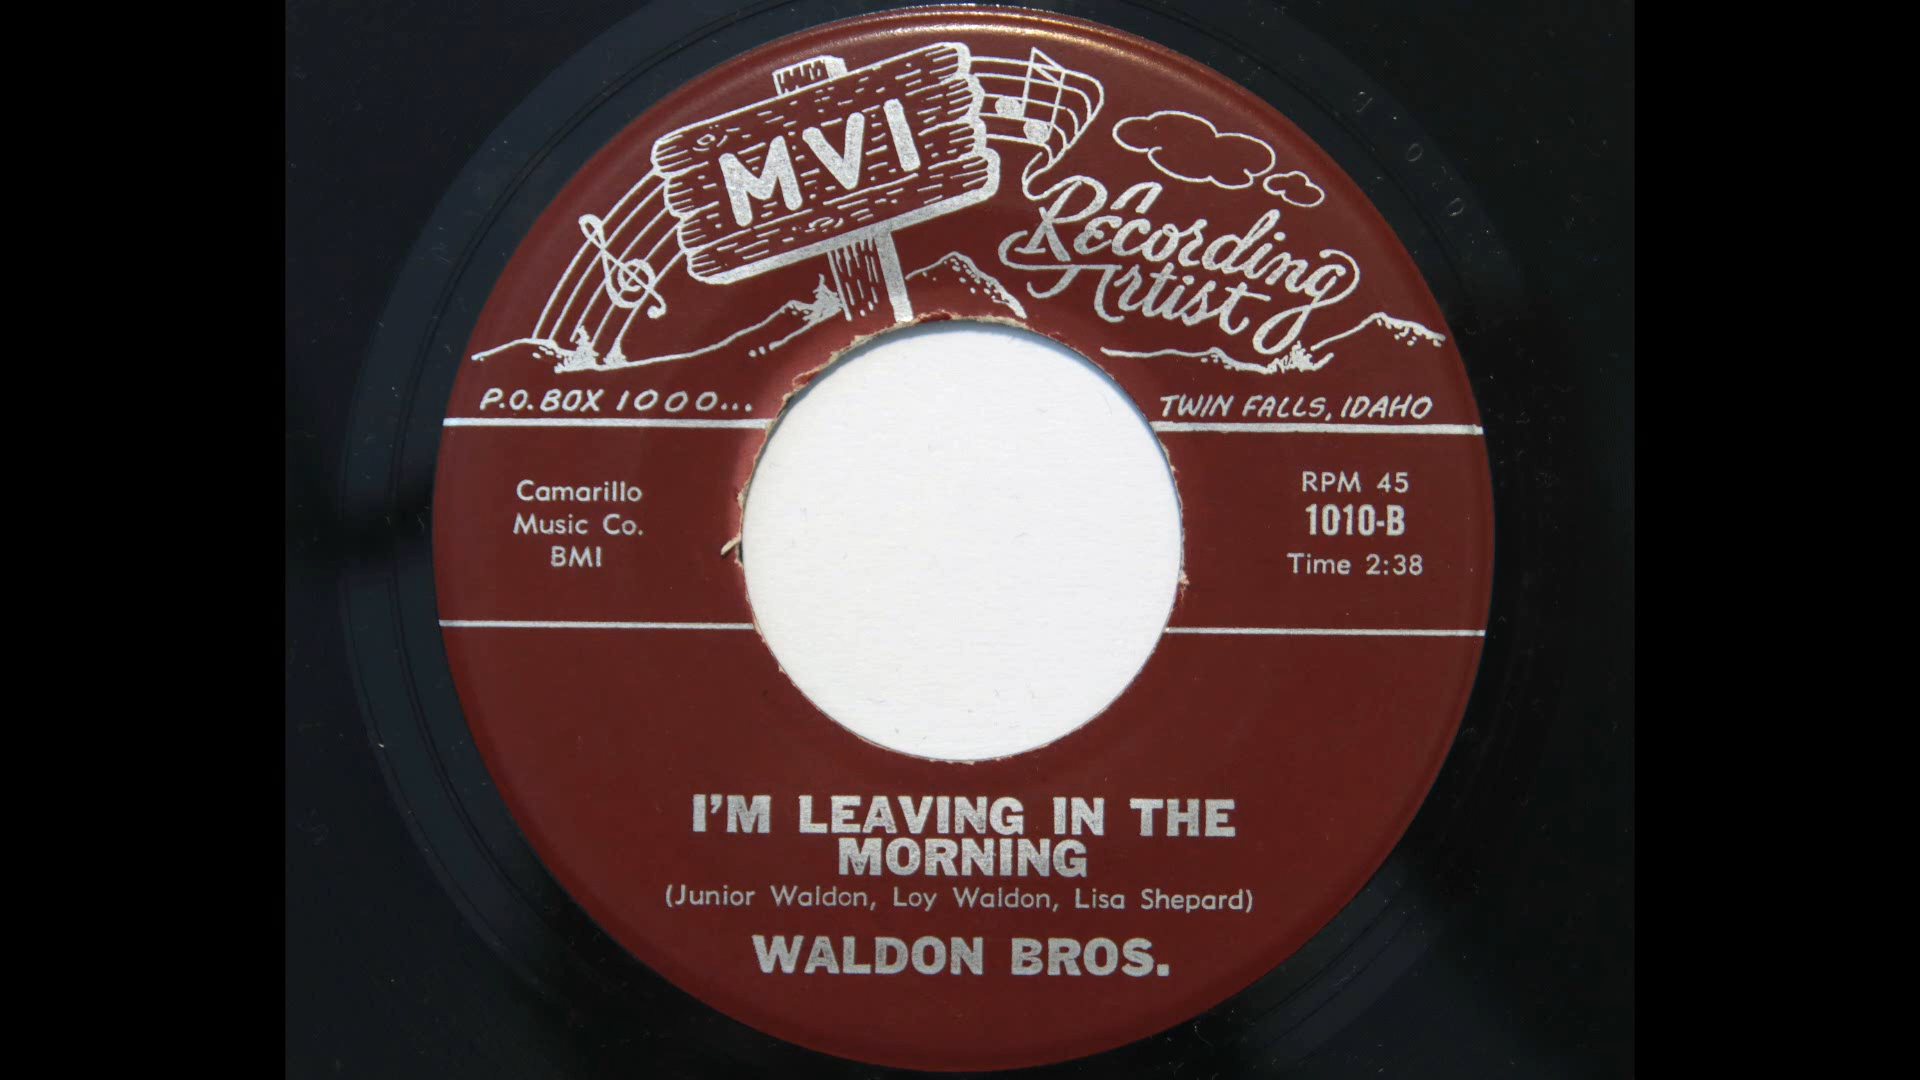 MVI
A
Recording
Artist
P.O. BOX 1000...
TWIN FALLS, IDAHO
Camarillo
Music Co.
BMI
RPM 45
1010-B
Time 2:38
I'M LEAVING IN THE
MORNING
(Junior Waldon, Loy Waldon, Lisa Shepard)
WALDON BROS.